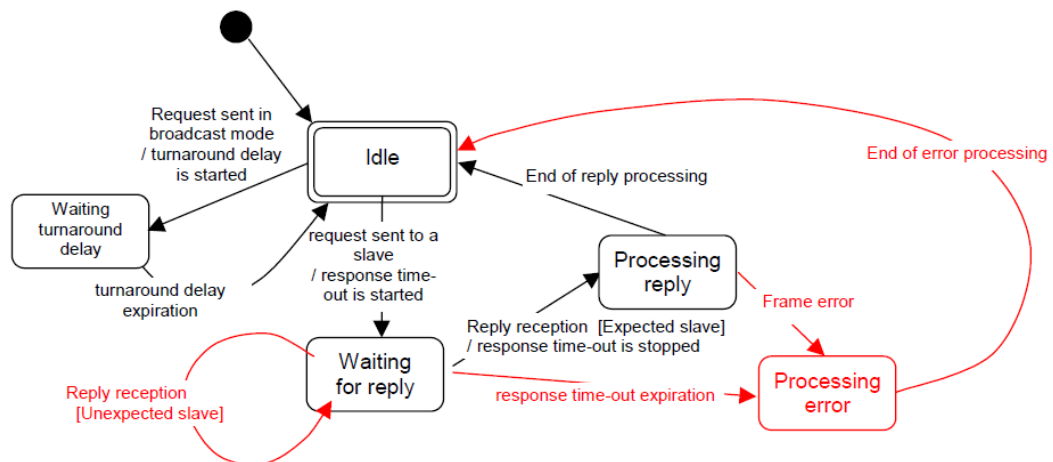 Request sent in
broadcast mode
/ turnaround delay
is started
Idle
End of error processing
End of reply processing
Waiting
turnaround
delay
request sent to a
slave
/ response time-
out is started
Processing
reply
turnaround delay
expiration
Frame error
Reply reception [Expected slave]
/ response time-out is stopped
Waiting
for reply
Reply reception
[Unexpected slave]
response time-out expiration
Processing
error